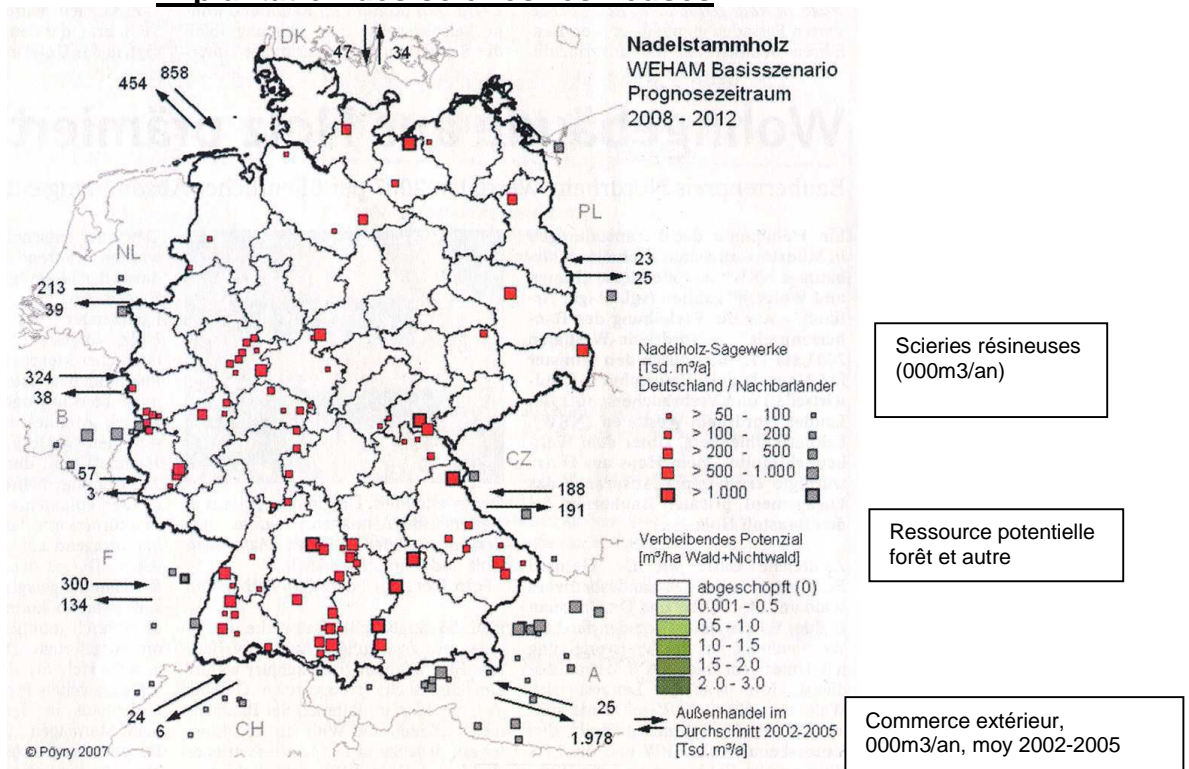 DK
47
34
858
454
Nadelstammholz
WEHAM Basisszenario
Prognosezeitraum
2008 - 2012
PL
NL
23
25
213
39
324
38
B
57
3
CZ
188
191
F
300
134
24
6
CH
A
25
1.978
Nadelholz-Sägewerke
[Tsd. m³/a]
Deutschland / Nachbarländer
> 50 - 100
> 100 - 200
> 200 - 500
> 500 - 1.000
> 1.000
Verbleibendes Potenzial
[m³/ha Wald+Nichtwald]
abgeschöpft (0)
0.001 - 0.5
0.5 - 1.0
1.0 - 1.5
1.5 - 2.0
2.0 - 3.0
Außenhandel im
Durchschnitt 2002-2005
[Tsd. m³/a]
© Pöyry 2007
Scieries résineuses
(000m3/an)
Ressource potentielle
forêt et autre
Commerce extérieur,
000m3/an, moy 2002-2005